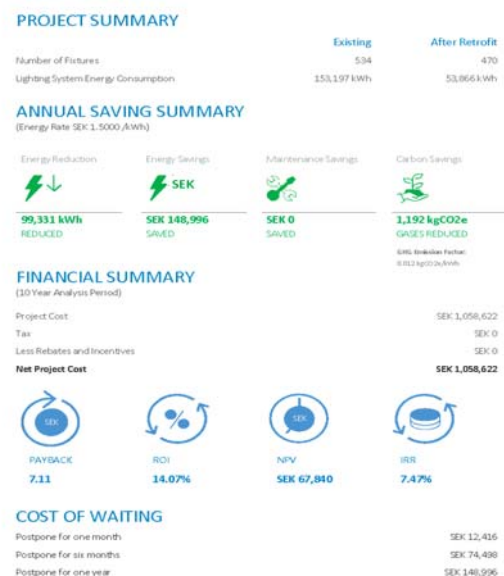 PROJECT SUMMARY
Existing After Retrofit
Number of Fixtures 534 470
Lighting System Energy Consumption 153,197 kWh 53,866 kWh
ANNUAL SAVING SUMMARY
(Energy Rate SEK 1.5000 /kWh)
Energy Reduction Energy Savings Maintenance Savings Carbon Savings
SEK
99,331 kWh SEK 148,996 SEK 0 1,192 kgCO2e
REDUCED SAVED SAVED GASES REDUCED
GHG Emission Factor:
0.012 kgCO2e/kWh
FINANCIAL SUMMARY
(10 Year Analysis Period)
Project Cost SEK 1,058,622
Tax SEK 0
Less Rebates and Incentives SEK 0
Net Project Cost SEK 1,058,622
SEK % SEK
PAYBACK ROI NPV IRR
7.11 14.07% SEK 67,840 7.47%
COST OF WAITING
Postpone for one month SEK 12,416
Postpone for six months SEK 74,498
Postpone for one year SEK 148,996